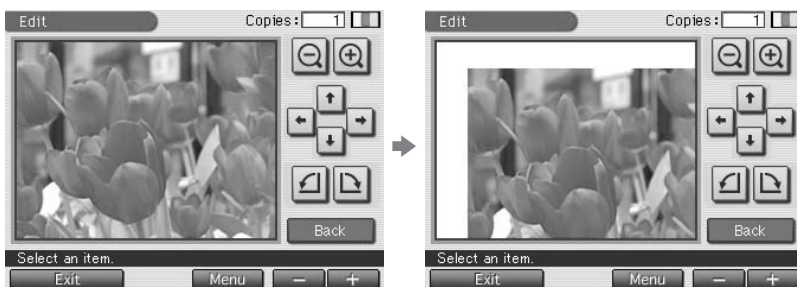 Edit
Copies: 1
Back
Select an item.
Exit Menu − +
Edit
Copies: 1
Back
Select an item.
Exit Menu − +